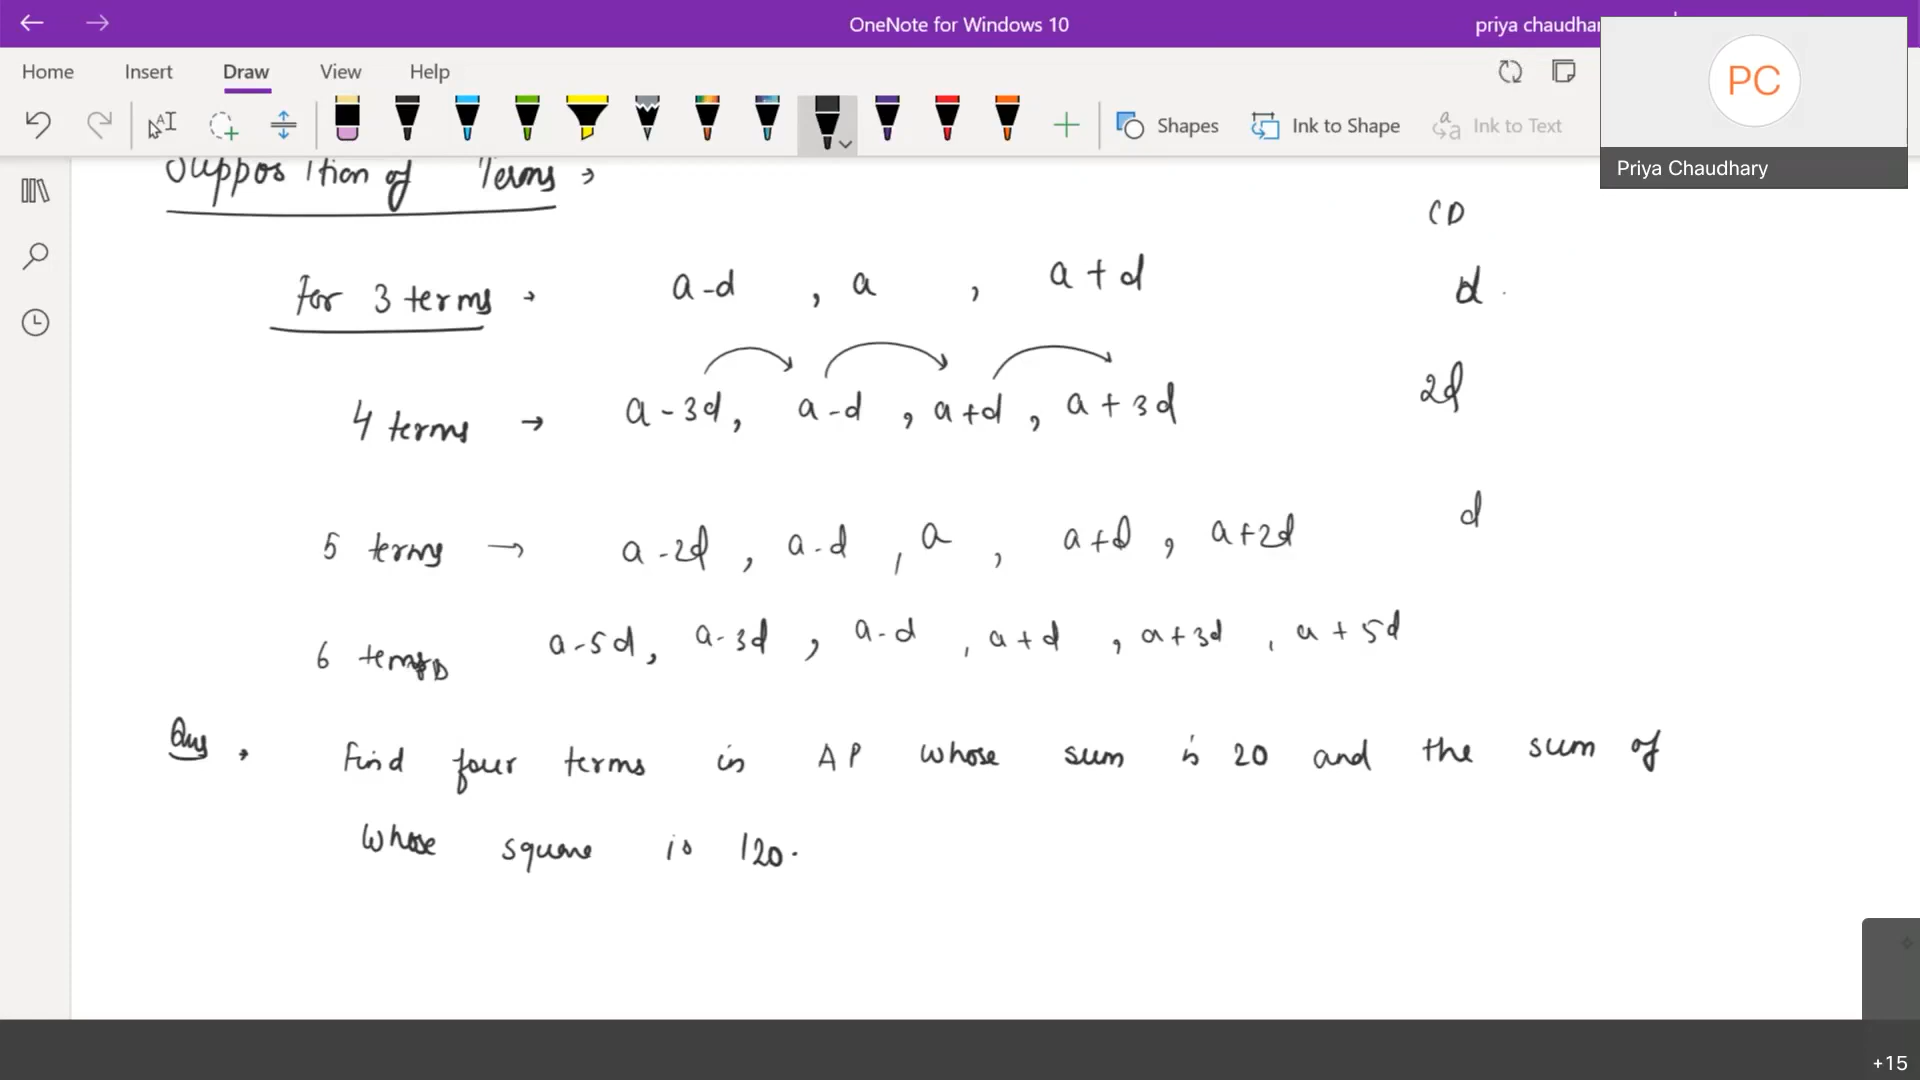 OneNote for Windows 10
priya chaudhar
PC
Priya Chaudhary
Home Insert Draw View Help
Shapes Ink to Shape Ink to Text
Supposition of Terms →
CD
For 3 terms → a-d , a , a+d d
4 terms → a-3d, a-d , a+d , a+3d 2d
5 terms → a-2d , a-d , a , a+d , a+2d d
6 terms a-5d, a-3d , a-d , a+d , a+3d , a+5d
Ques → Find four terms in AP whose sum is 20 and the sum of
whose square is 120.
+15